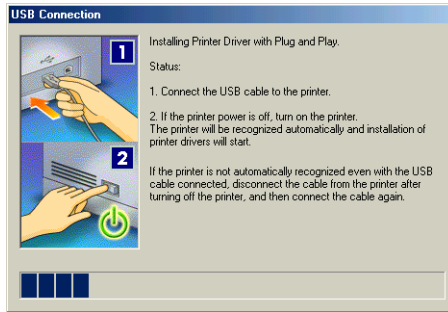 USB Connection
1
Installing Printer Driver with Plug and Play.
Status:
1. Connect the USB cable to the printer.
2. If the printer power is off, turn on the printer.
The printer will be recognized automatically and installation of
printer drivers will start.
2
If the printer is not automatically recognized even with the USB
cable connected, disconnect the cable from the printer after
turning off the printer, and then connect the cable again.